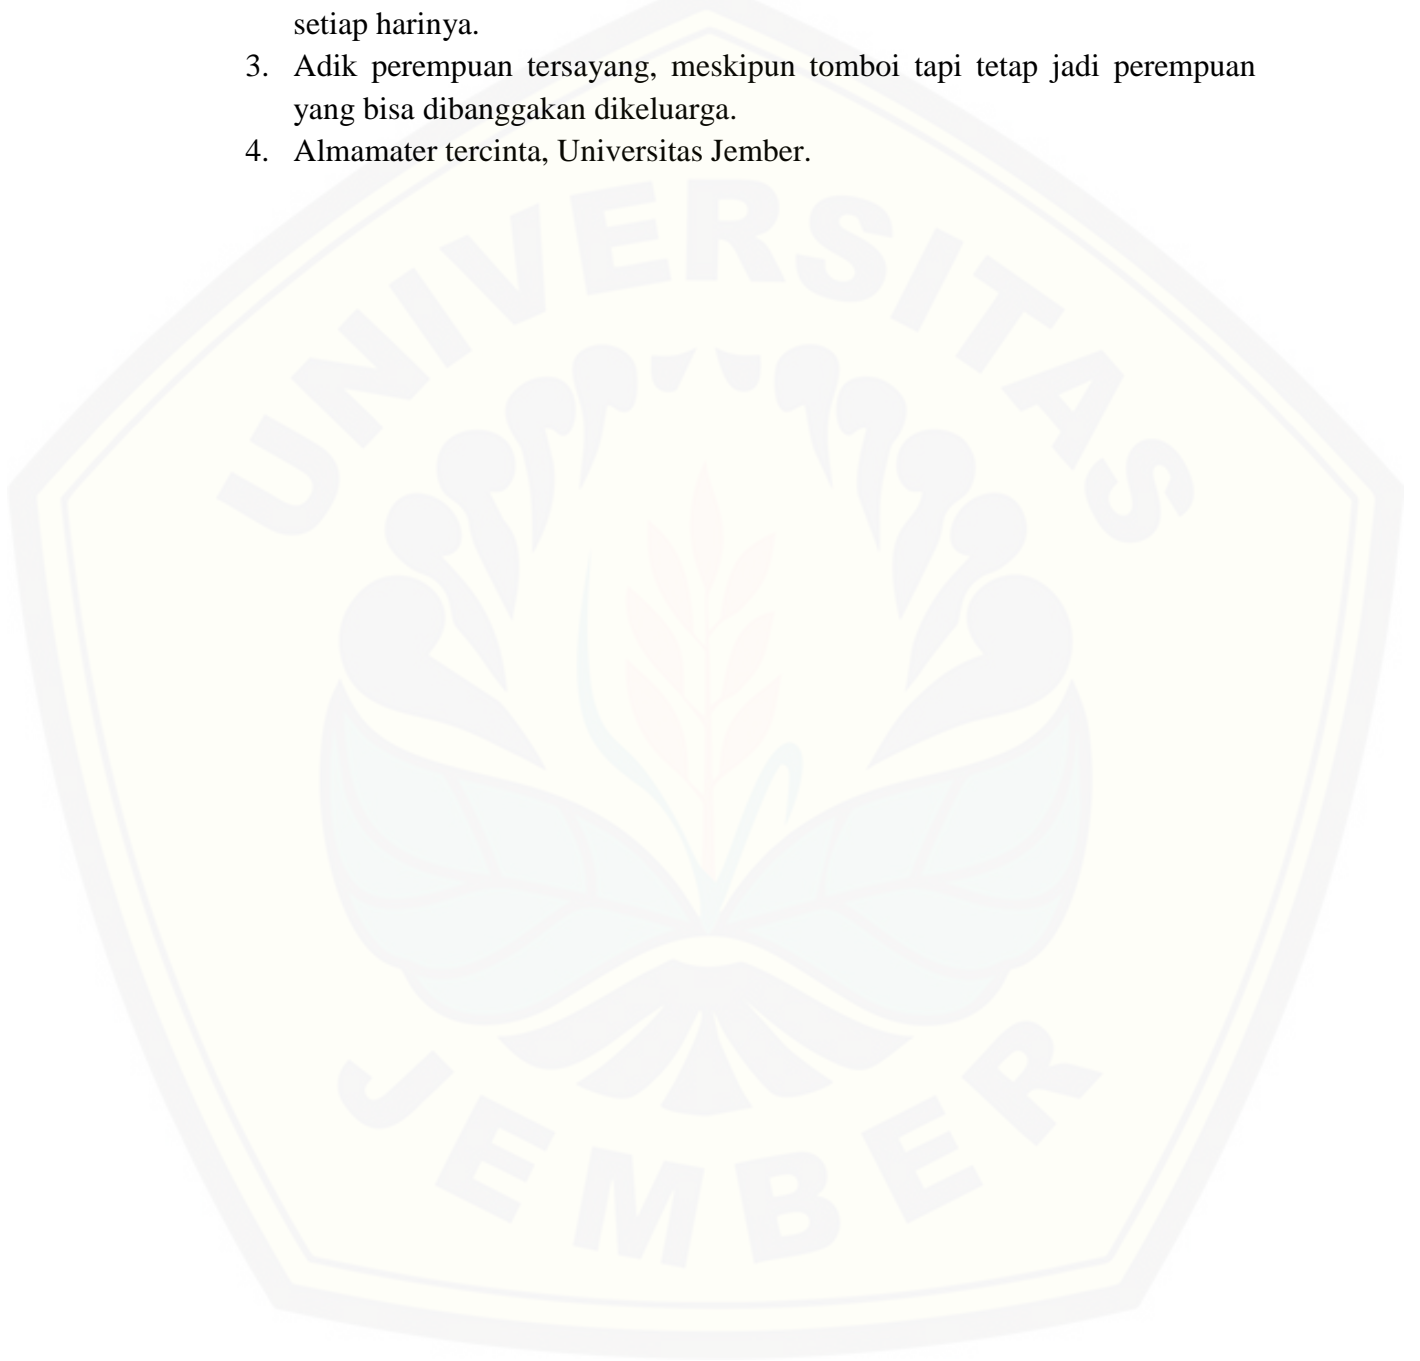 setiap harinya.
3. Adik perempuan tersayang, meskipun tomboi tapi tetap jadi perempuan
yang bisa dibanggakan dikeluarga.
4. Almamater tercinta, Universitas Jember.
UNIVERSITAS
JEMBER